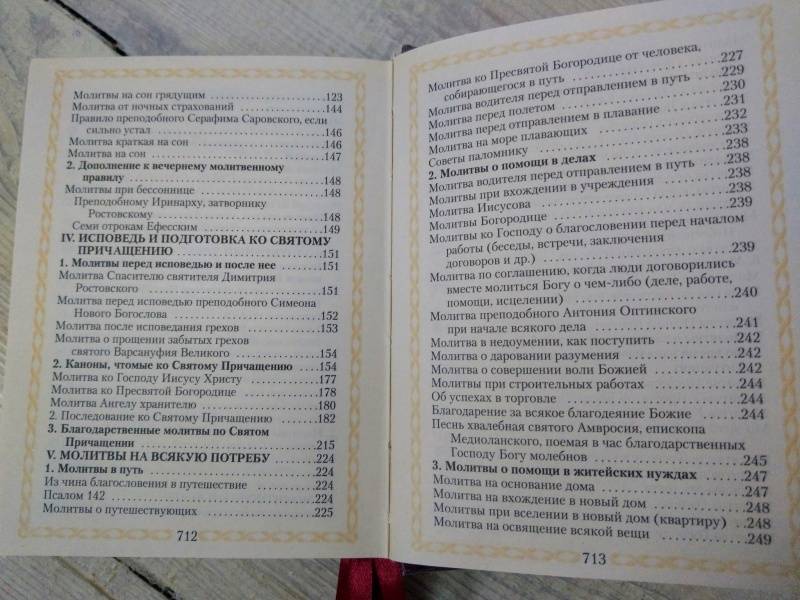 Молитвы на сон грядущим ............123
Молитва от ночных страхований ............144
Правило преподобного Серафима Саровского, если
сильно устал ............146
Молитва краткая на сон ............146
Молитва на сон ............147
2. Дополнение к вечернему молитвенному
правилу ............148
Молитвы при бессоннице ............148
Преподобному Иринарху, затворнику
Ростовскому ............148
Семи отрокам Ефесским ............149
IV. ИСПОВЕДЬ И ПОДГОТОВКА КО СВЯТОМУ
ПРИЧАЩЕНИЮ ............151
1. Молитвы перед исповедью и после нее ............151
Молитва Спасителю святителя Димитрия
Ростовского ............151
Молитва перед исповедью преподобного Симеона
Нового Богослова ............152
Молитва после исповедания грехов ............153
Молитва о прощении забытых грехов
святого Варсануфия Великого ............154
2. Каноны, чтомые ко Святому Причащению ............154
Молитва ко Господу Иисусу Христу ............177
Молитва ко Пресвятой Богородице ............178
Молитва Ангелу хранителю ............180
2. Последование ко Святому Причащению ............182
3. Благодарственные молитвы по Святом
Причащении ............215
V. МОЛИТВЫ НА ВСЯКУЮ ПОТРЕБУ ............224
1. Молитвы в путь ............224
Из чина благословения в путешествие ............224
Псалом 142 ............224
Молитвы о путешествующих ............225
712
Молитва ко Пресвятой Богородице от человека,
собирающегося в путь ............227
Молитва водителя перед отправлением в путь ............229
Молитва перед полетом ............230
Молитва перед отправлением в плавание ............231
Молитва на море плавающих ............232
Советы паломнику ............233
2. Молитвы о помощи в делах ............238
Молитва водителя перед отправлением в путь ............238
Молитвы при вхождении в учреждения ............238
Молитва Иисусова ............238
Молитвы Богородице ............239
Молитвы ко Господу о благословении перед началом
работы (беседы, встречи, заключения
договоров и др.) ............239
Молитва по соглашению, когда люди договорились
вместе молиться Богу о чем-либо (деле, работе,
помощи, исцелении) ............240
Молитва преподобного Антония Оптинского
при начале всякого дела ............241
Молитва в недоумении, как поступить ............242
Молитва о даровании разумения ............242
Молитва о совершении воли Божией ............242
Молитвы при строительных работах ............244
Об успехах в торговле ............244
Благодарение за всякое благодеяние Божие ............244
Песнь хвалебная святого Амвросия, епископа
Медиоланского, поемая в час благодарственных
Господу Богу молебнов ............245
3. Молитвы о помощи в житейских нуждах ............247
Молитва на основание дома ............247
Молитва на вхождение в новый дом ............248
Молитвы при вселении в новый дом (квартиру) ............248
Молитва на освящение всякой вещи ............249
713